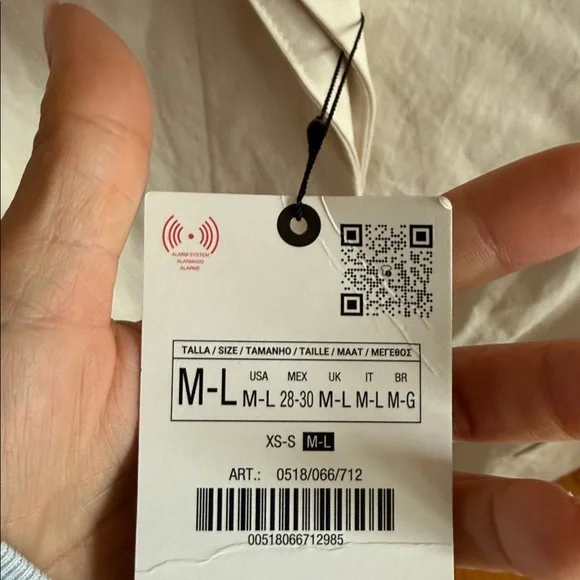 ALARM SYSTEM
ALARMADO
ALARME
TALLA / SIZE / TAMANHO / TAILLE / MAAT / ΜΕΓΕΘΟΣ
M-L
USA MEX UK IT BR
M-L 28-30 M-L M-L M-G
XS-S M-L
ART.: 0518/066/712
00518066712985